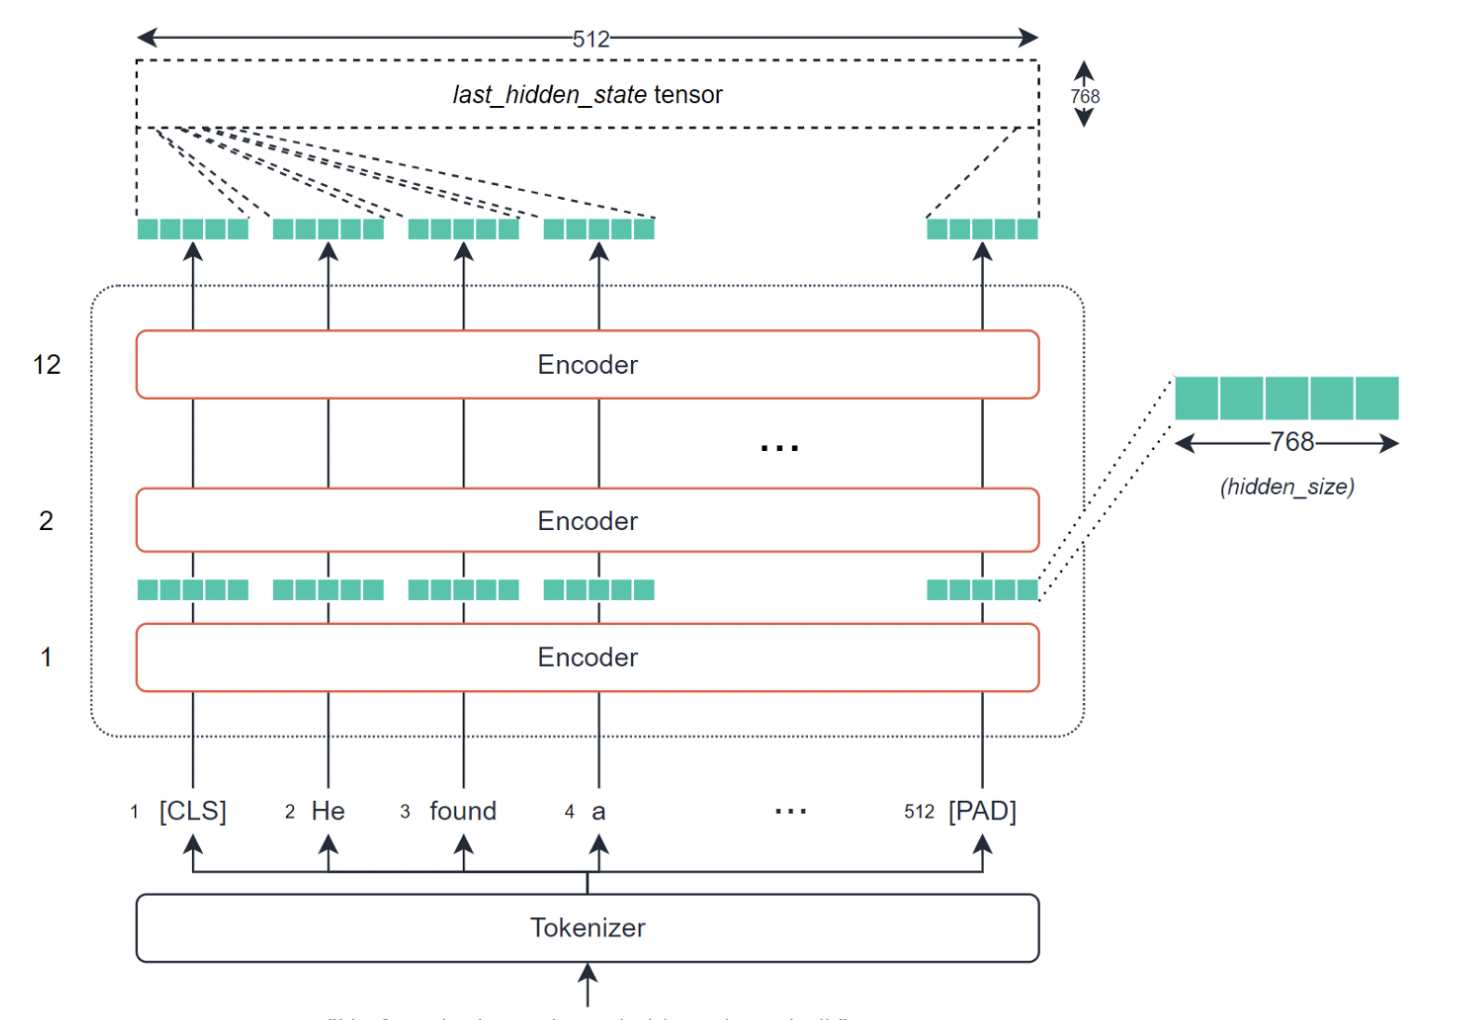 512
last_hidden_state tensor
768
12 Encoder
...
768
(hidden_size)
2 Encoder
1 Encoder
1 [CLS] 2 He 3 found 4 a ... 512 [PAD]
Tokenizer